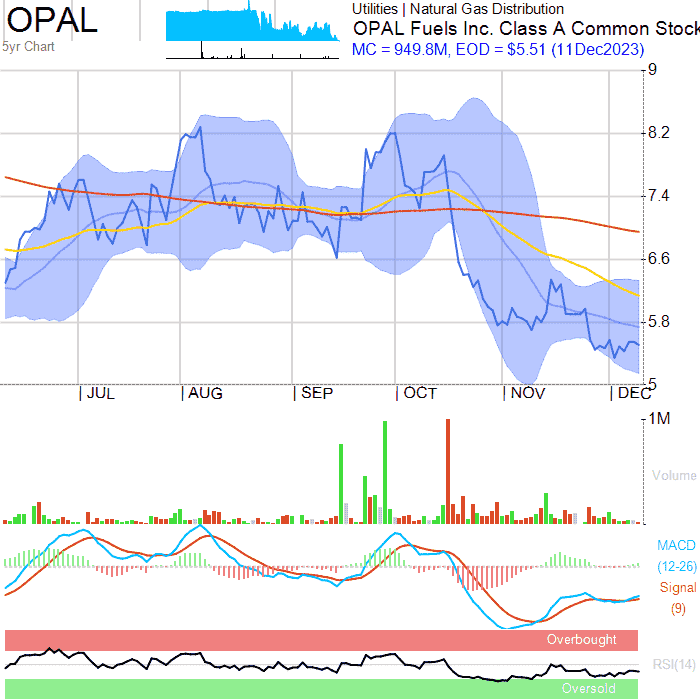 OPAL
5yr Chart
Utilities | Natural Gas Distribution
OPAL Fuels Inc. Class A Common Stock
MC = 949.8M, EOD = $5.51 (11Dec2023)
9
8.2
7.4
6.6
5.8
5
| JUL
| AUG
| SEP
| OCT
| NOV
| DEC
1M
Volume
MACD
(12-26)
Signal
(9)
Overbought
RSI(14)
Oversold